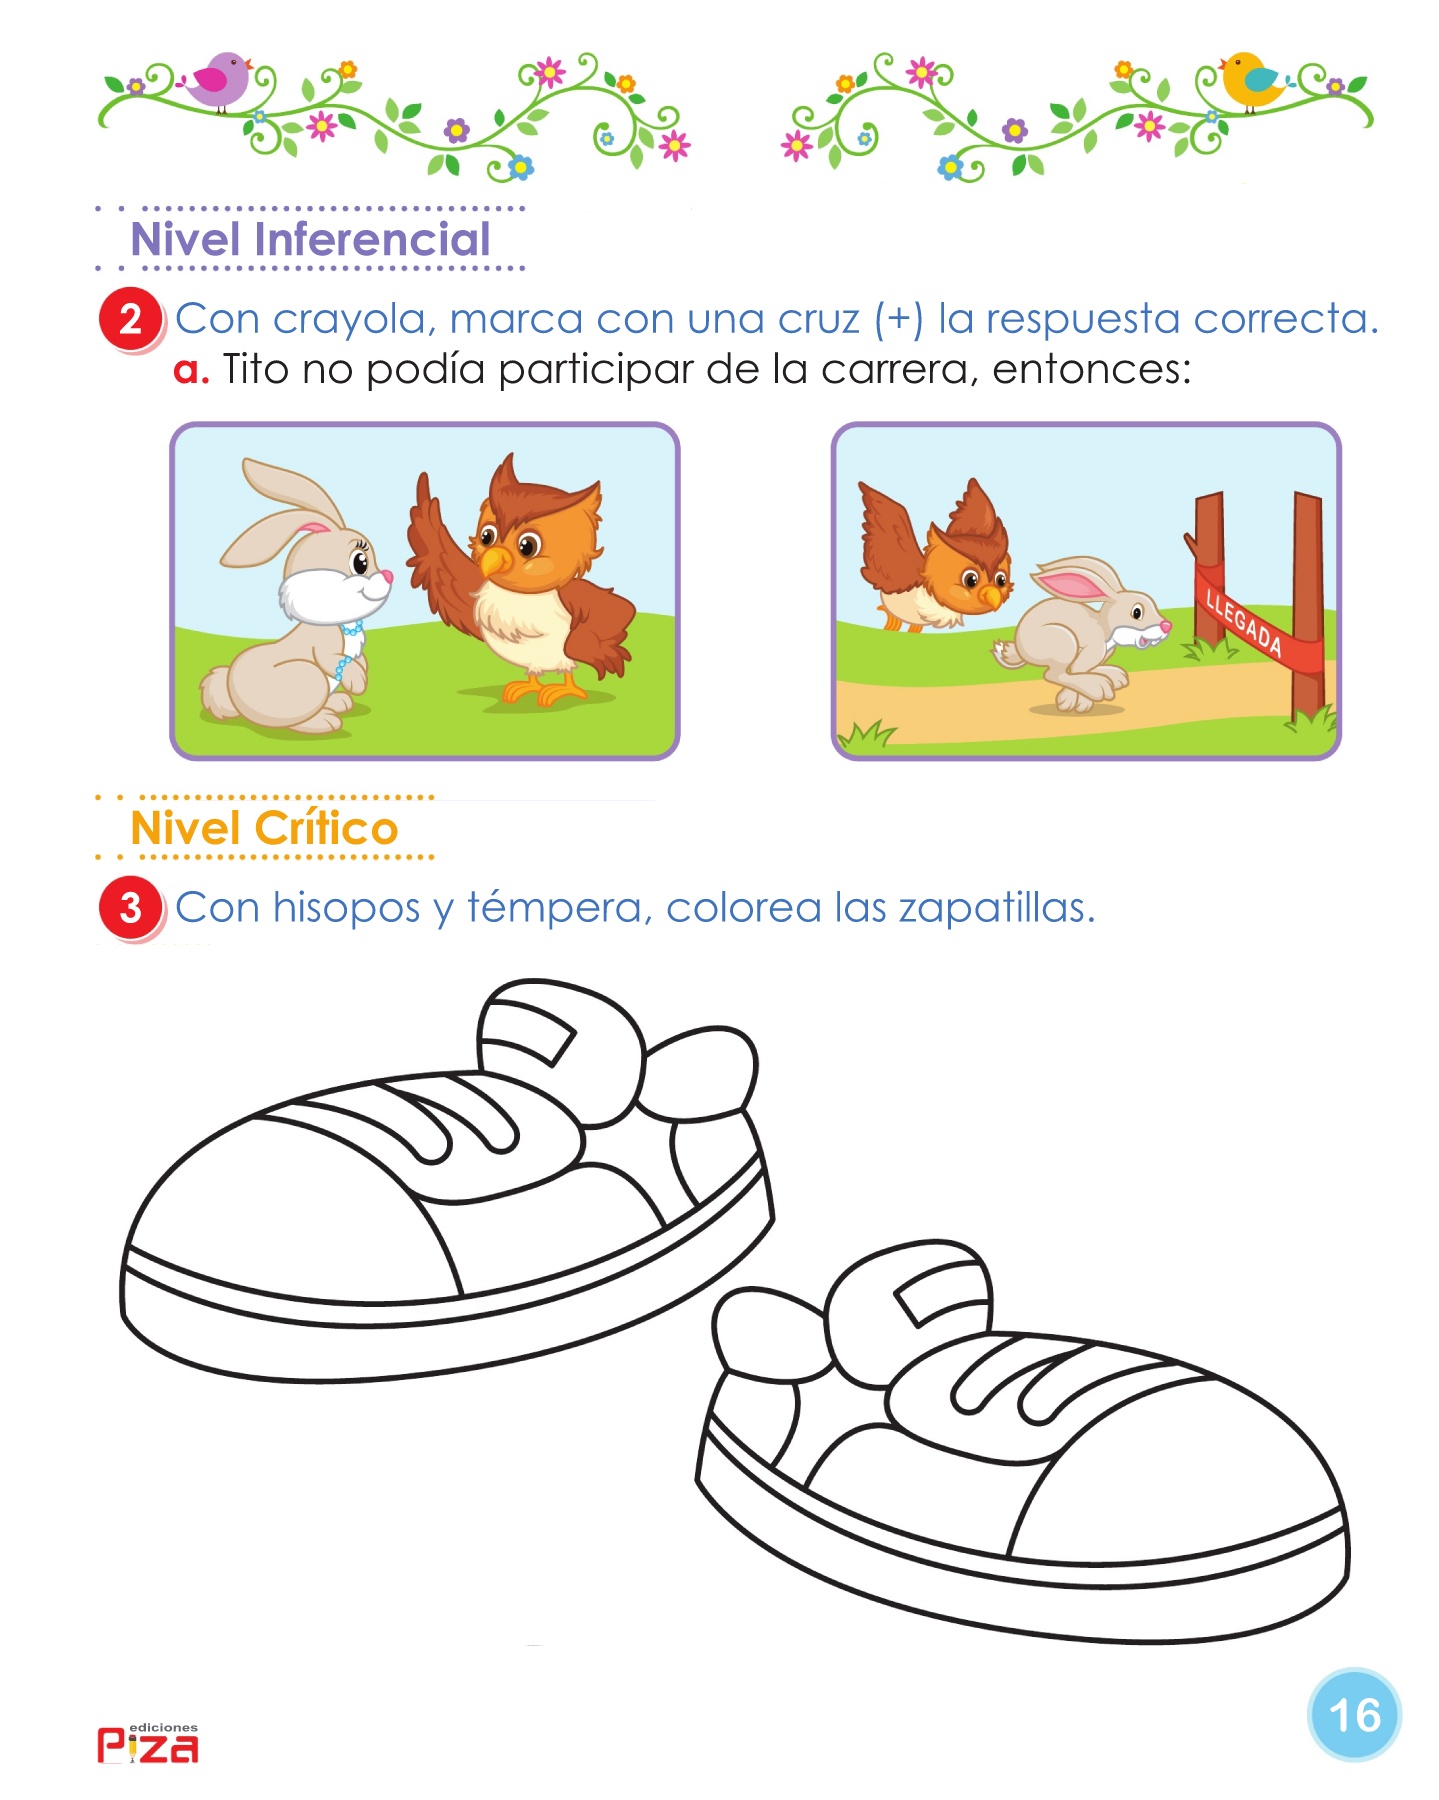 Nivel Inferencial
2 Con crayola, marca con una cruz (+) la respuesta correcta.
a. Tito no podía participar de la carrera, entonces:
LLEGADA
Nivel Crítico
3 Con hisopos y témpera, colorea las zapatillas.
ediciones
Piza
16